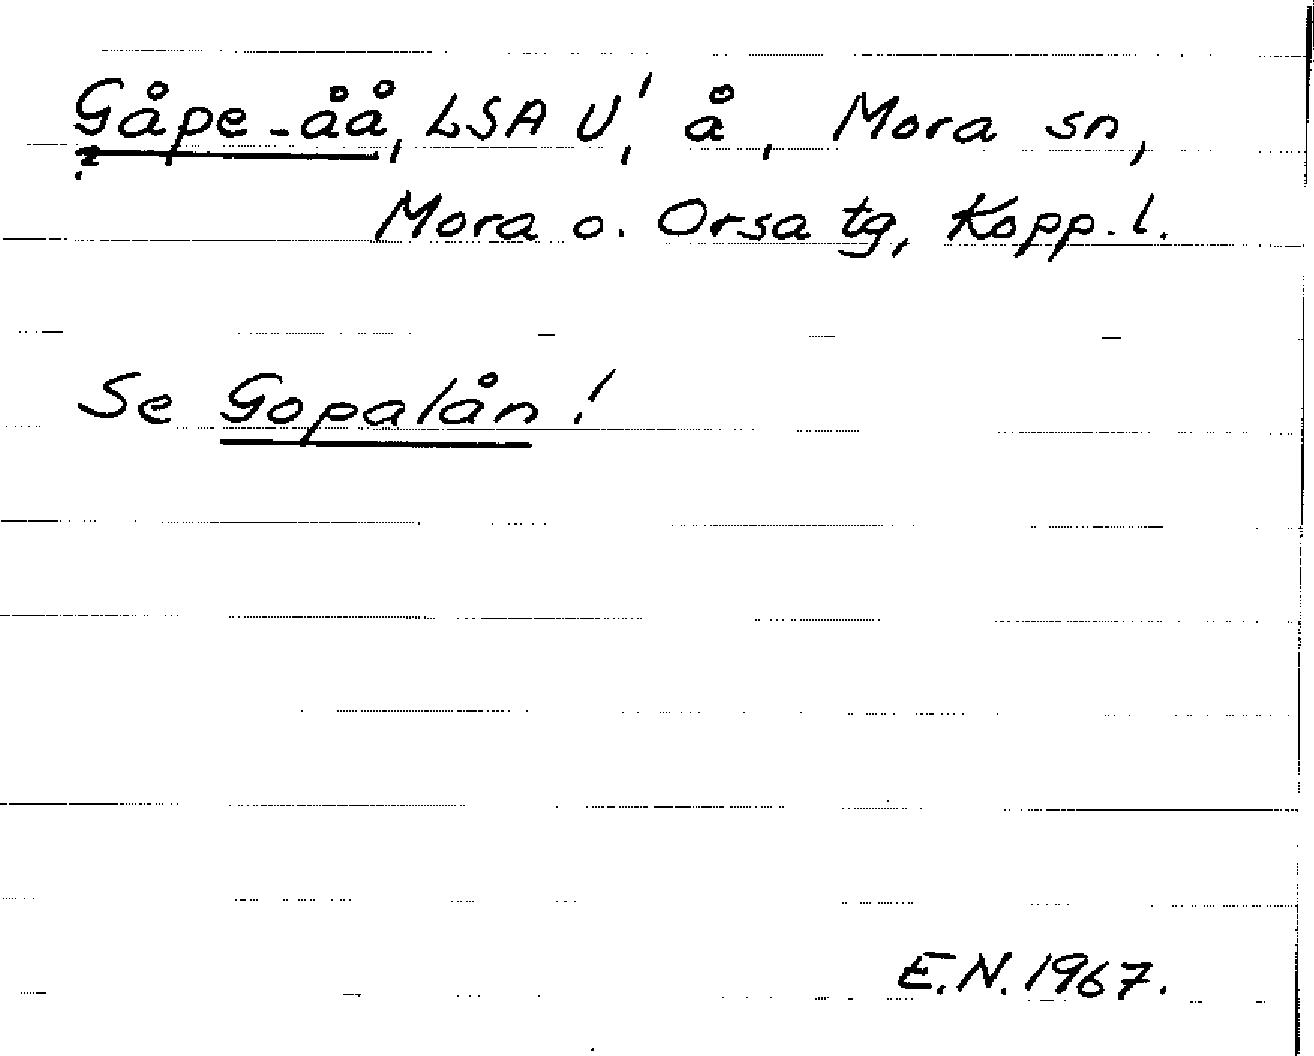 Gåpe-åå, LSA U', å, Mora sn,
?
Mora o. Orsa tg, Kopp. l.
Se Gopalån!
E.N. 1967.